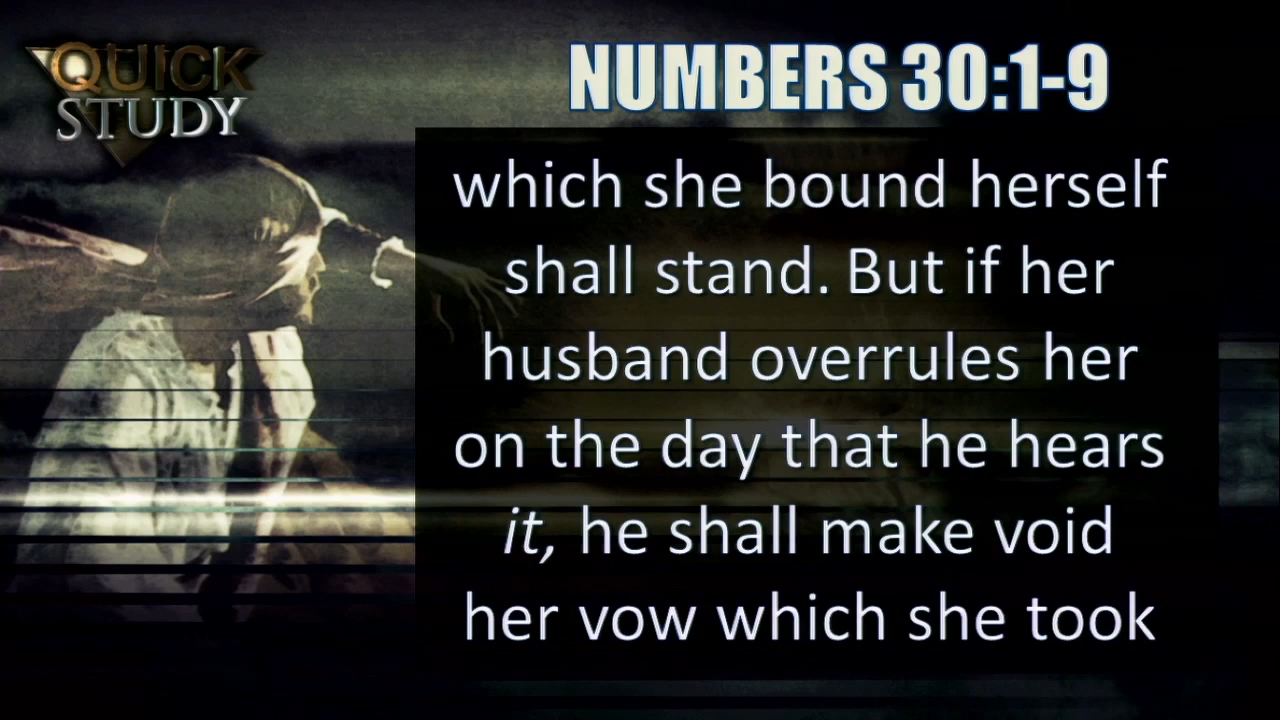 QUICK
STUDY
NUMBERS 30:1-9
which she bound herself
shall stand. But if her
husband overrules her
on the day that he hears
it, he shall make void
her vow which she took